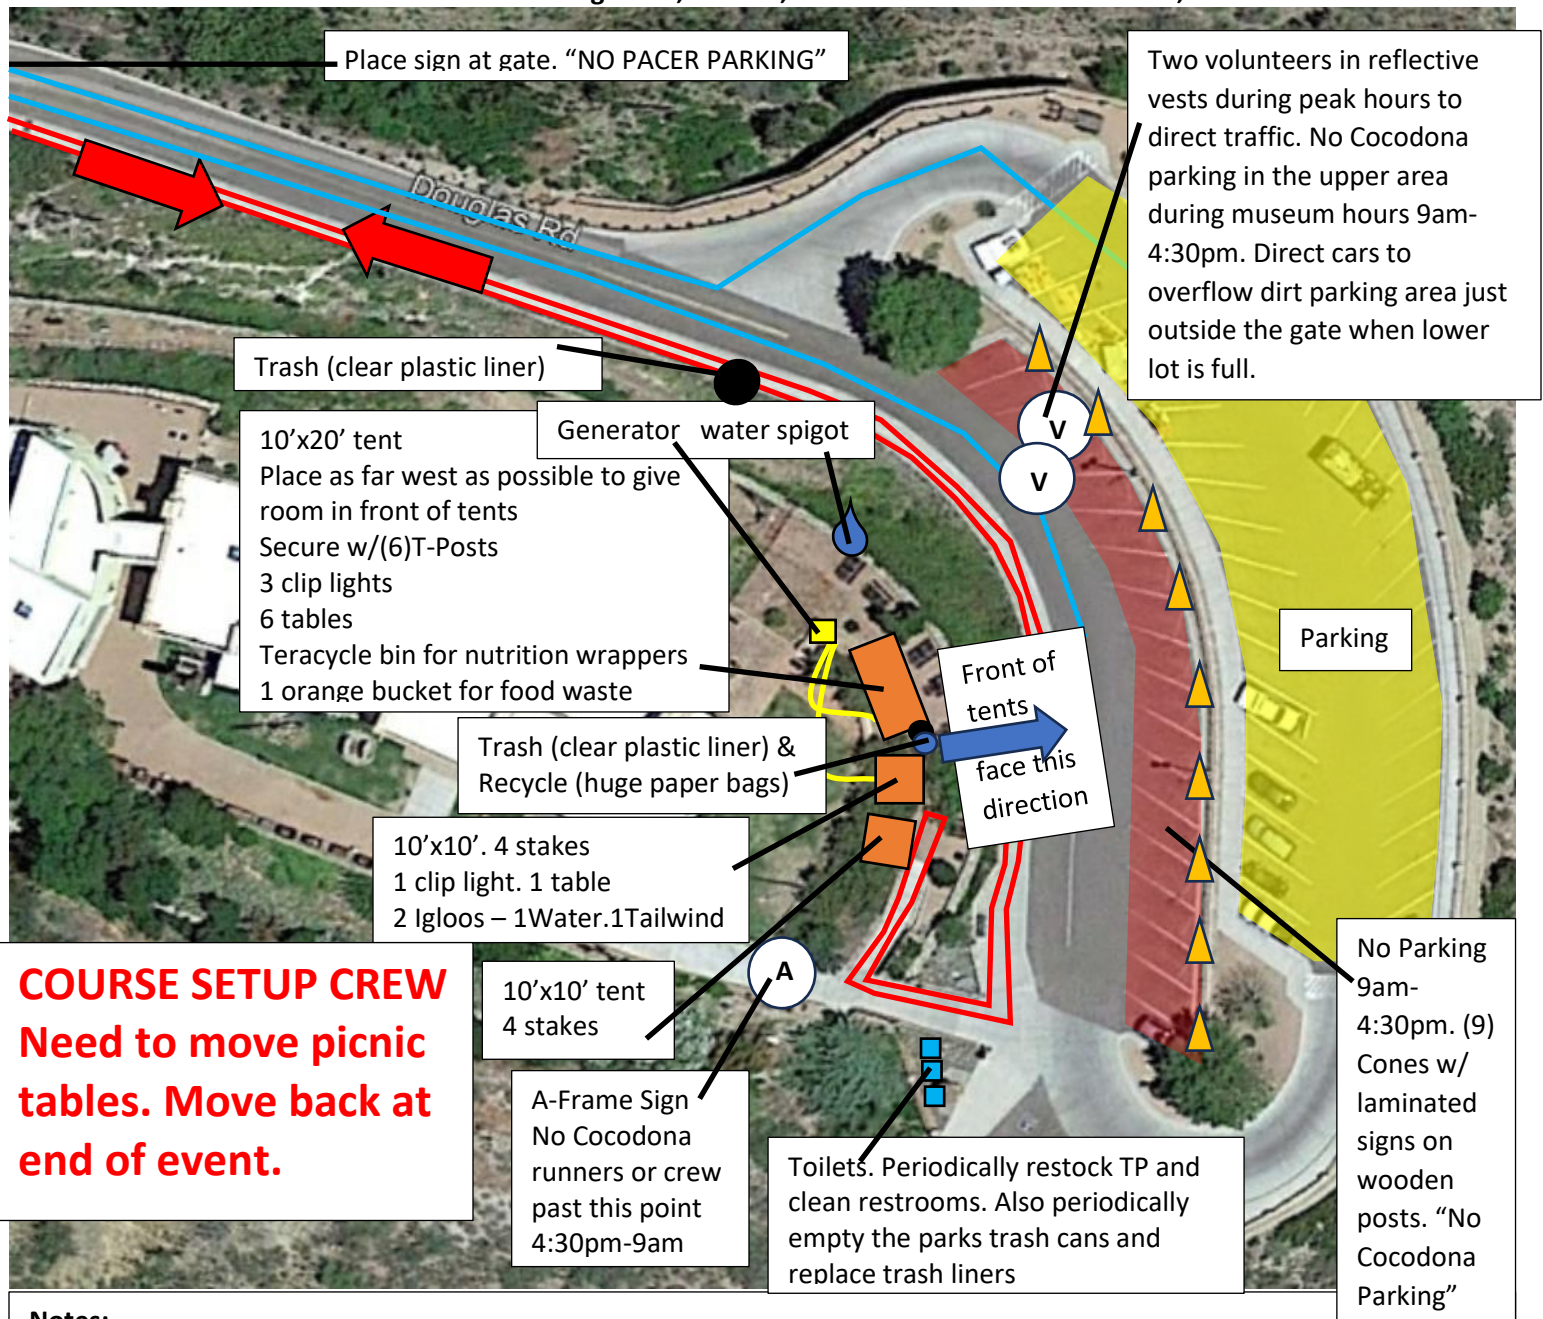 Place sign at gate. “NO PACER PARKING”
Two volunteers in reflective
vests during peak hours to
direct traffic. No Cocodona
parking in the upper area
during museum hours 9am-
4:30pm. Direct cars to
overflow dirt parking area just
outside the gate when lower
lot is full.
Douglas Rd
Trash (clear plastic liner)
Generator water spigot
V
V
10’x20’ tent
Place as far west as possible to give
room in front of tents
Secure w/(6)T-Posts
3 clip lights
6 tables
Teracycle bin for nutrition wrappers
1 orange bucket for food waste
Parking
Front of
tents
face this
direction
Trash (clear plastic liner) &
Recycle (huge paper bags)
10’x10’. 4 stakes
1 clip light. 1 table
2 Igloos – 1Water.1Tailwind
A
COURSE SETUP CREW
Need to move picnic
tables. Move back at
end of event.
10’x10’ tent
4 stakes
A-Frame Sign
No Cocodona
runners or crew
past this point
4:30pm-9am
Toilets. Periodically restock TP and
clean restrooms. Also periodically
empty the parks trash cans and
replace trash liners
No Parking
9am-
4:30pm. (9)
Cones w/
laminated
signs on
wooden
posts. “No
Cocodona
Parking”
Notes: